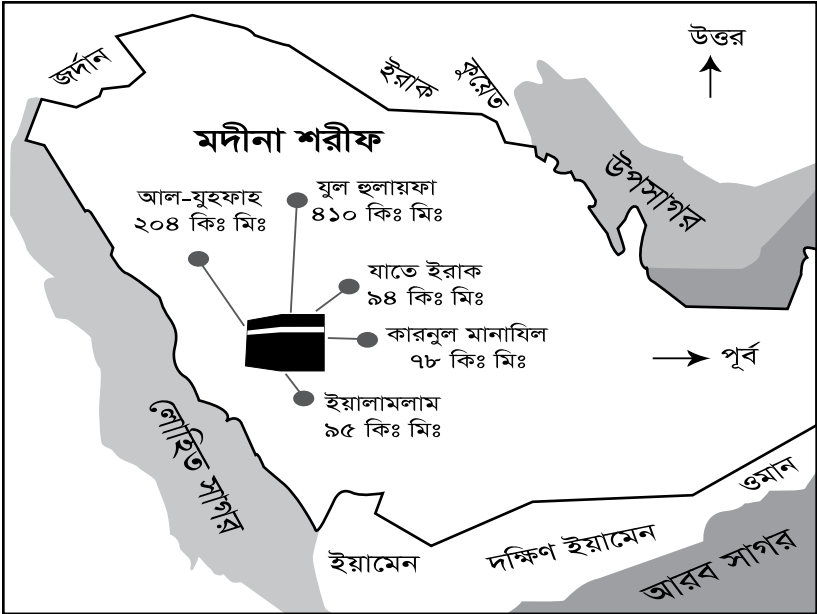 উত্তর
জর্দান
ইরাক
কুয়েত
মদীনা শরীফ
উপসাগর
আল-যুহফাহ
২০৪ কিঃ মিঃ
যুল হুলায়ফা
৪১০ কিঃ মিঃ
যাতে ইরাক
৯৪ কিঃ মিঃ
কারনুল মানাযিল
৭৮ কিঃ মিঃ
পূর্ব
ইয়ালামলাম
৯৫ কিঃ মিঃ
লোহিত সাগর
ওমান
ইয়ামেন
দক্ষিণ ইয়ামেন
আরব সাগর